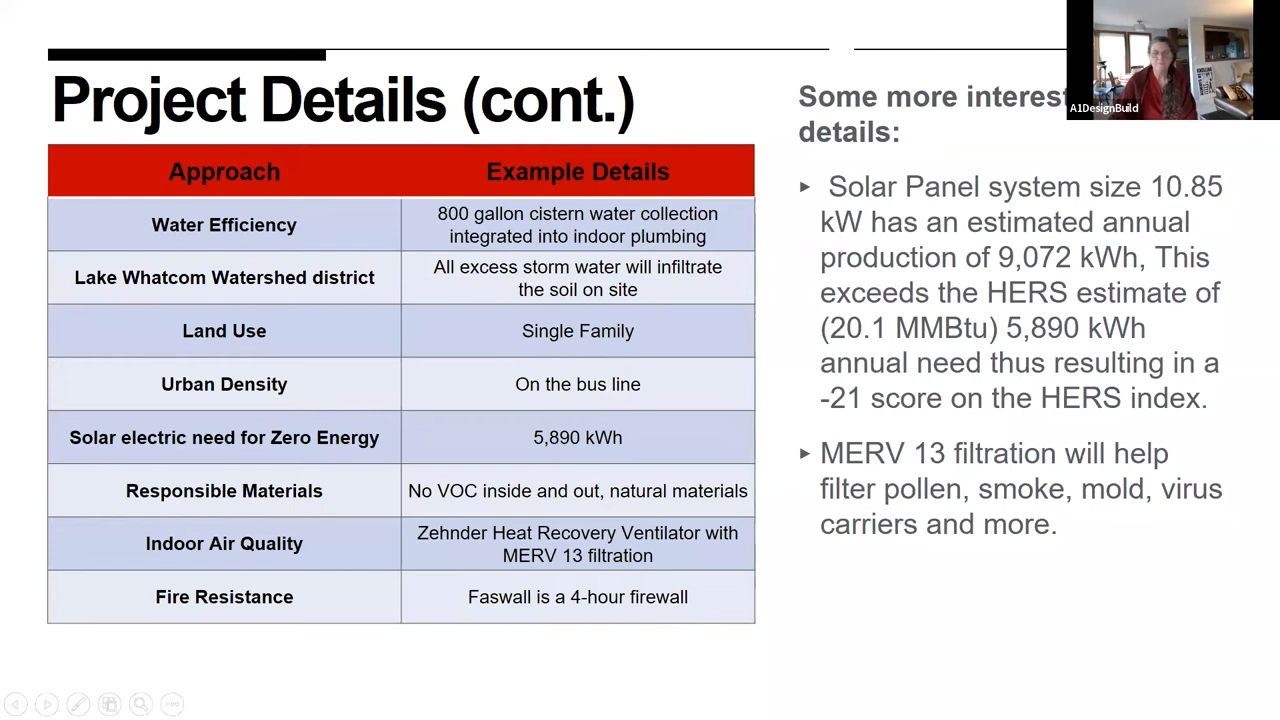 Project Details (cont.)
Approach
Example Details
Water Efficiency
800 gallon cistern water collection
integrated into indoor plumbing
Lake Whatcom Watershed district
All excess storm water will infiltrate
the soil on site
Land Use
Single Family
Urban Density
On the bus line
Solar electric need for Zero Energy
5,890 kWh
Responsible Materials
No VOC inside and out, natural materials
Indoor Air Quality
Zehnder Heat Recovery Ventilator with
MERV 13 filtration
Fire Resistance
Faswall is a 4-hour firewall
Some more interest
details:
Solar Panel system size 10.85
kW has an estimated annual
production of 9,072 kWh, This
exceeds the HERS estimate of
(20.1 MMBtu) 5,890 kWh
annual need thus resulting in a
-21 score on the HERS index.
MERV 13 filtration will help
filter pollen, smoke, mold, virus
carriers and more.
A1DesignBuild